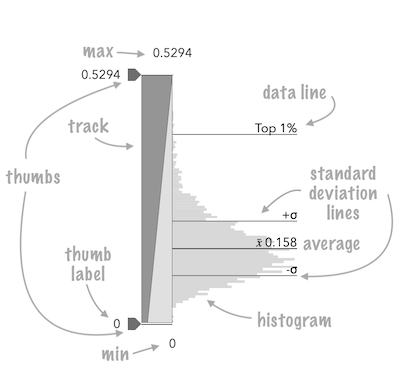 max
0.5294
0.5294
data line
track
Top 1%
thumbs
standard
deviation
lines
+σ
x̄ 0.158
average
thumb
label
-σ
0
histogram
min
0